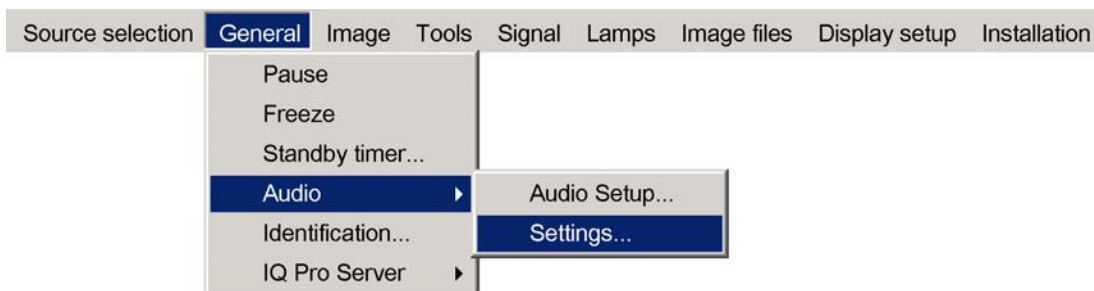 Source selection General Image Tools Signal Lamps Image files Display setup Installation
Pause
Freeze
Standby timer...
Audio
Audio Setup...
Settings...
Identification...
IQ Pro Server